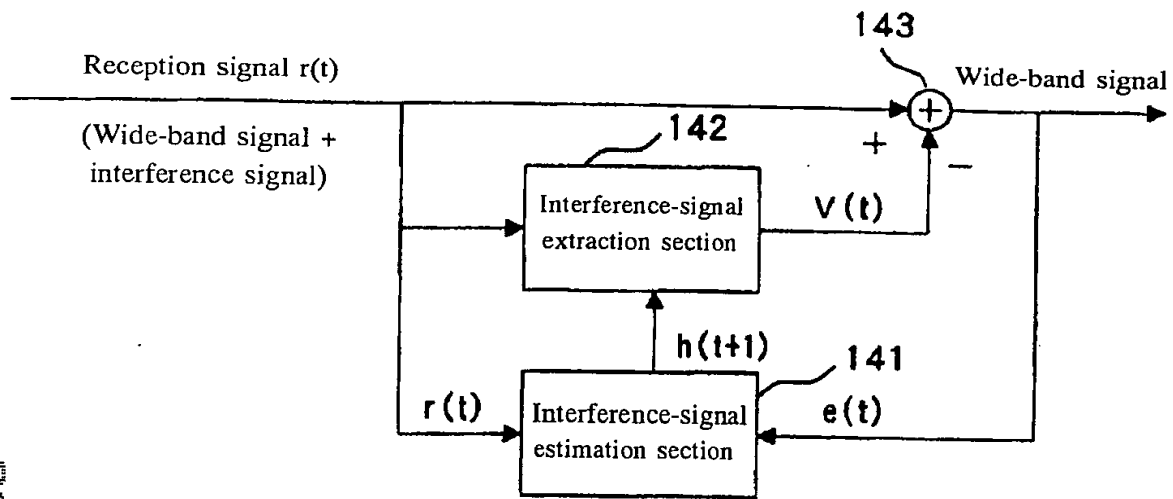 143
Reception signal r(t)
Wide-band signal
(Wide-band signal +
interference signal)
142
+
+
−
Interference-signal
extraction section
V(t)
h(t+1)
141
r(t)
Interference-signal
estimation section
e(t)